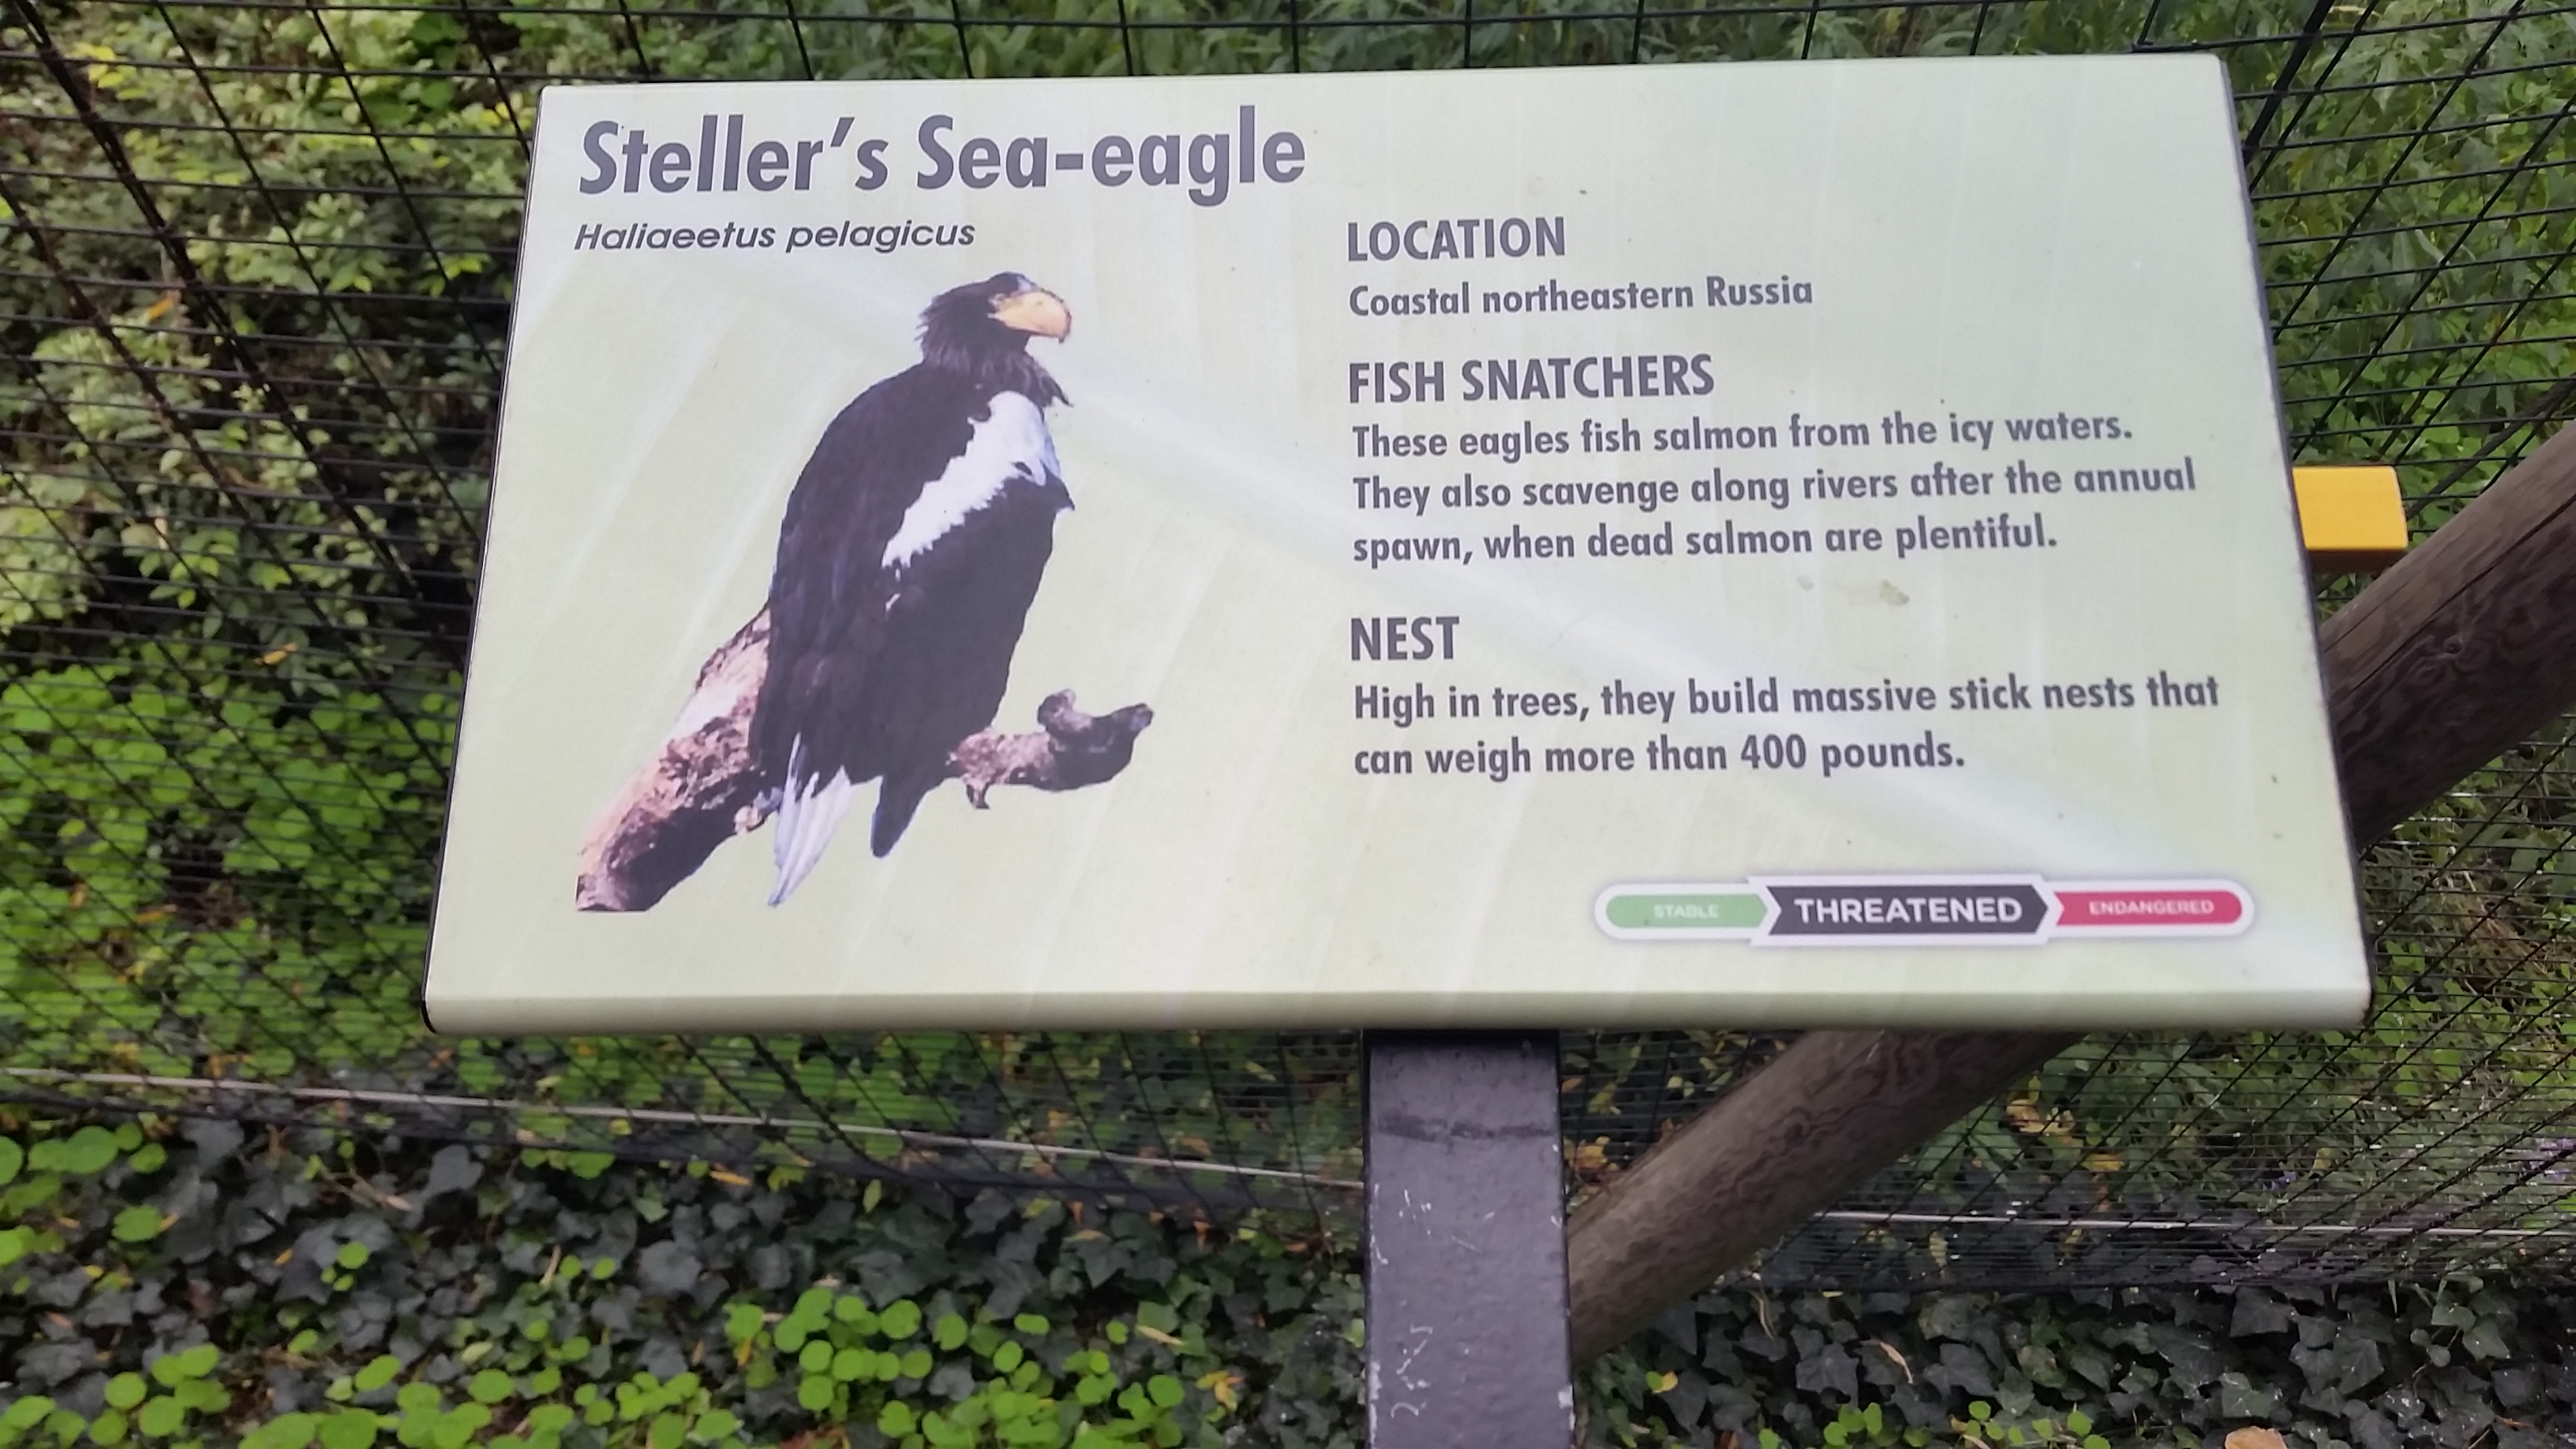 Steller's Sea-eagle
Haliaeetus pelagicus
LOCATION
Coastal northeastern Russia
FISH SNATCHERS
These eagles fish salmon from the icy waters.
They also scavenge along rivers after the annual
spawn, when dead salmon are plentiful.
NEST
High in trees, they build massive stick nests that
can weigh more than 400 pounds.
STABLE THREATENED ENDANGERED